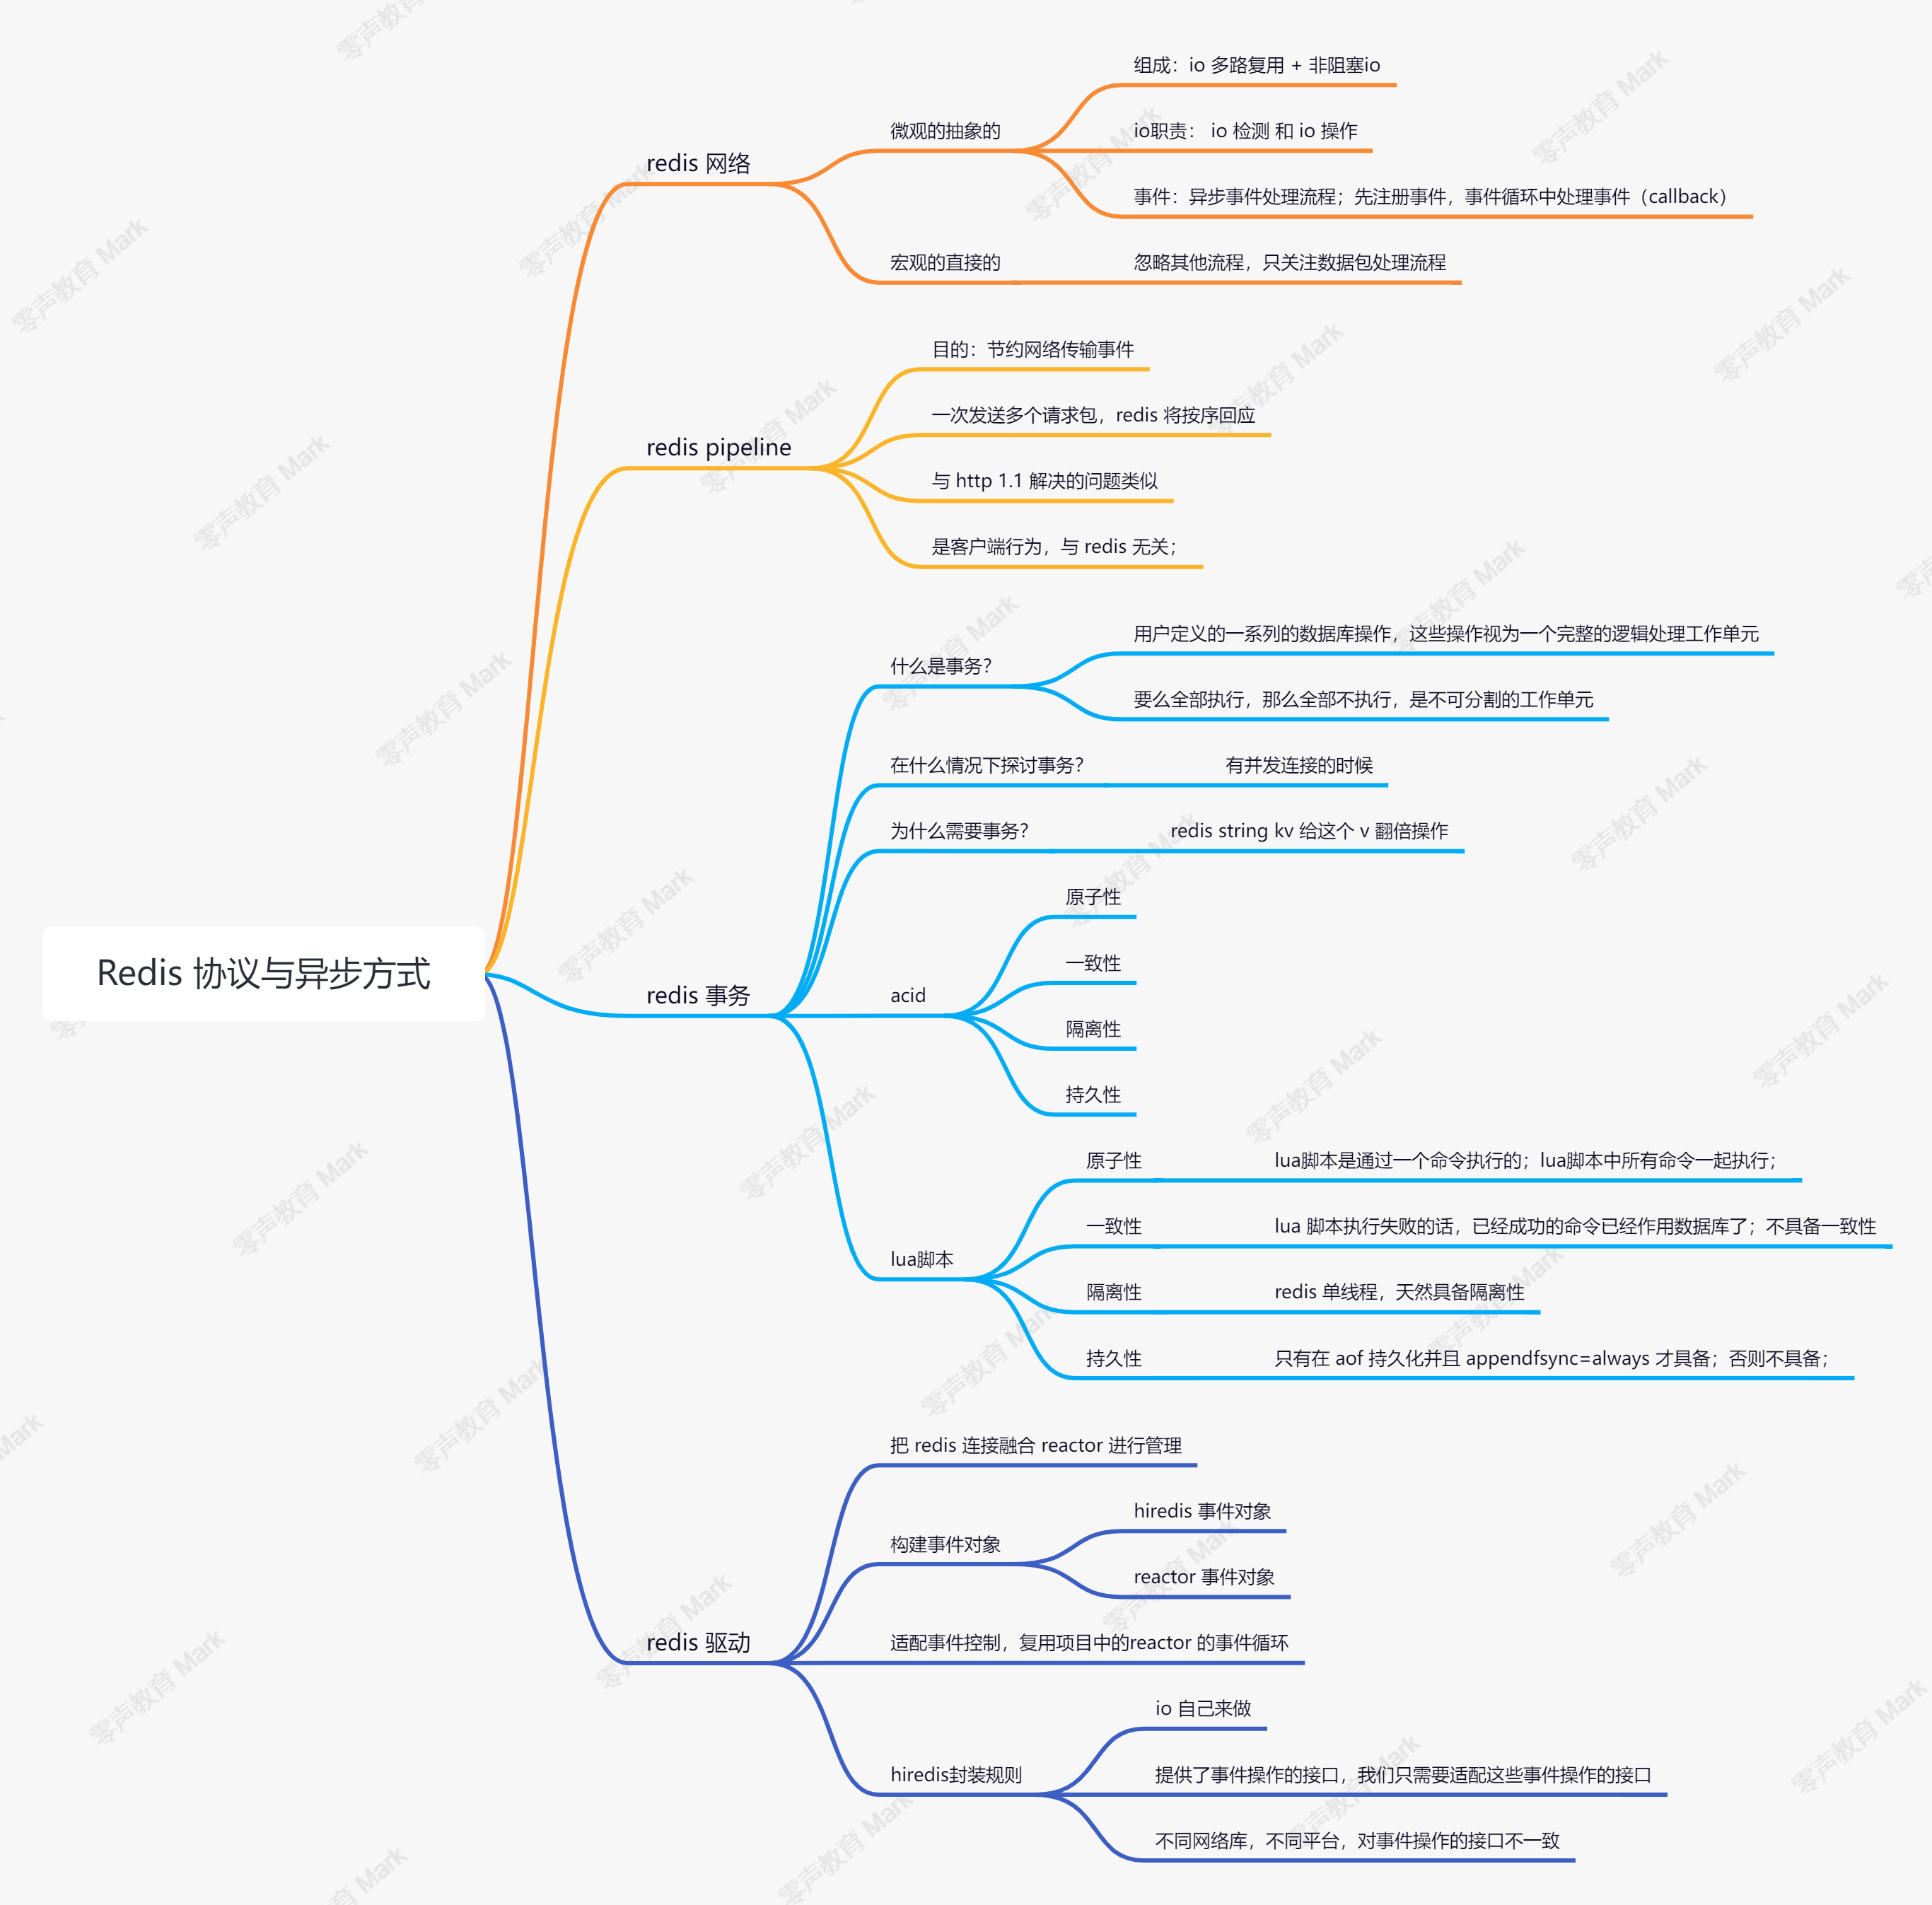 Redis 协议与异步方式
redis 网络
微观的抽象的
组成：io 多路复用 + 非阻塞io
io职责： io 检测 和 io 操作
事件：异步事件处理流程；先注册事件，事件循环中处理事件（callback）
宏观的直接的
忽略其他流程，只关注数据包处理流程
redis pipeline
目的：节约网络传输事件
一次发送多个请求包，redis 将按序回应
与 http 1.1 解决的问题类似
是客户端行为，与 redis 无关；
redis 事务
什么是事务？
用户定义的一系列的数据库操作，这些操作视为一个完整的逻辑处理工作单元
要么全部执行，那么全部不执行，是不可分割的工作单元
在什么情况下探讨事务？
有并发连接的时候
为什么需要事务？
redis string kv 给这个 v 翻倍操作
acid
原子性
一致性
隔离性
持久性
lua脚本
原子性
lua脚本是通过一个命令执行的；lua脚本中所有命令一起执行；
一致性
lua 脚本执行失败的话，已经成功的命令已经作用数据库了；不具备一致性
隔离性
redis 单线程，天然具备隔离性
持久性
只有在 aof 持久化并且 appendfsync=always 才具备；否则不具备；
redis 驱动
把 redis 连接融合 reactor 进行管理
构建事件对象
hiredis 事件对象
reactor 事件对象
适配事件控制，复用项目中的reactor 的事件循环
hiredis封装规则
io 自己来做
提供了事件操作的接口，我们只需要适配这些事件操作的接口
不同网络库，不同平台，对事件操作的接口不一致
零声教育 Mark